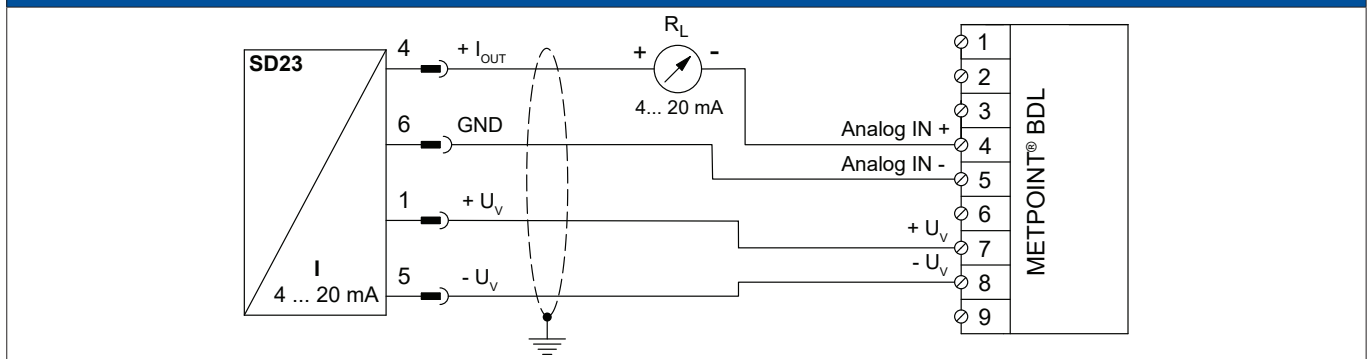 SD23
4
+ I_OUT
R_L
+
-
4... 20 mA
6
GND
1
+ U_V
5
- U_V
I
4 ... 20 mA
Analog IN +
Analog IN -
+ U_V
- U_V
1
2
3
4
5
6
7
8
9
METPOINT® BDL